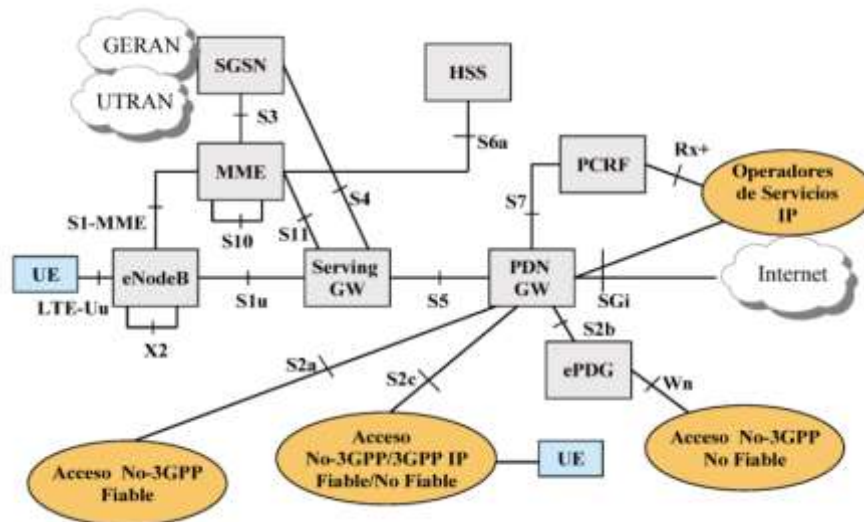 GERAN
SGSN
HSS
UTRAN
S3
S6a
Rx+
PCRF
MME
Operadores
de Servicios
IP
S4
S7
S1-MME
S10
S11
UE
eNodeB
Serving
GW
PDN
GW
Internet
LTE-Uu
S1u
S5
SGi
X2
S2b
S2a
S2c
ePDG
Wn
Acceso No-3GPP
Fiable
Acceso
No-3GPP/3GPP IP
Fiable/No Fiable
UE
Acceso No-3GPP
No Fiable